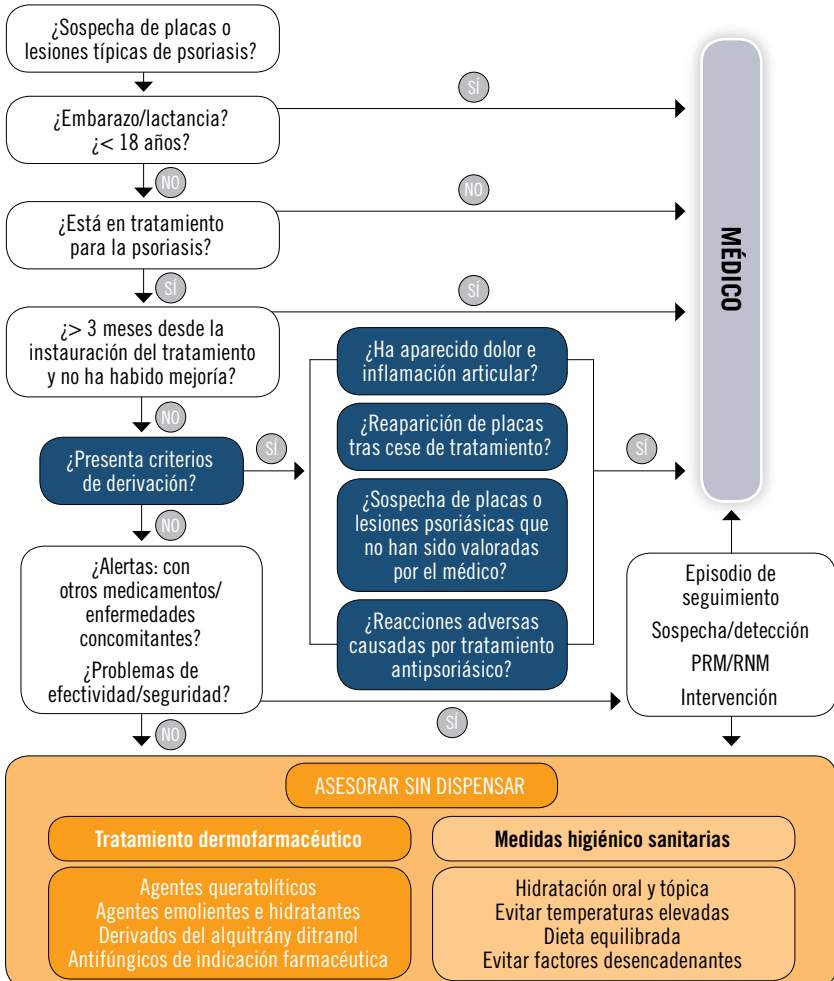 ¿Sospecha de placas o
lesiones típicas de psoriasis?
SÍ
¿Embarazo/lactancia?
¿< 18 años?
NO
NO
¿Está en tratamiento
para la psoriasis?
SÍ
SÍ
¿> 3 meses desde la
instauración del tratamiento
y no ha habido mejoría?
NO
¿Presenta criterios
de derivación?
SÍ
¿Ha aparecido dolor e
inflamación articular?
¿Reaparición de placas
tras cese de tratamiento?
¿Sospecha de placas o
lesiones psoriásicas que
no han sido valoradas
por el médico?
¿Reacciones adversas
causadas por tratamiento
antipsoriásico?
SÍ
MÉDICO
NO
¿Alertas: con
otros medicamentos/
enfermedades
concomitantes?
¿Problemas de
efectividad/seguridad?
SÍ
Episodio de
seguimiento
Sospecha/detección
PRM/RNM
Intervención
NO
ASESORAR SIN DISPENSAR
Tratamiento dermofarmacéutico
Agentes queratolíticos
Agentes emolientes e hidratantes
Derivados del alquitrány ditranol
Antifúngicos de indicación farmacéutica
Medidas higiénico sanitarias
Hidratación oral y tópica
Evitar temperaturas elevadas
Dieta equilibrada
Evitar factores desencadenantes